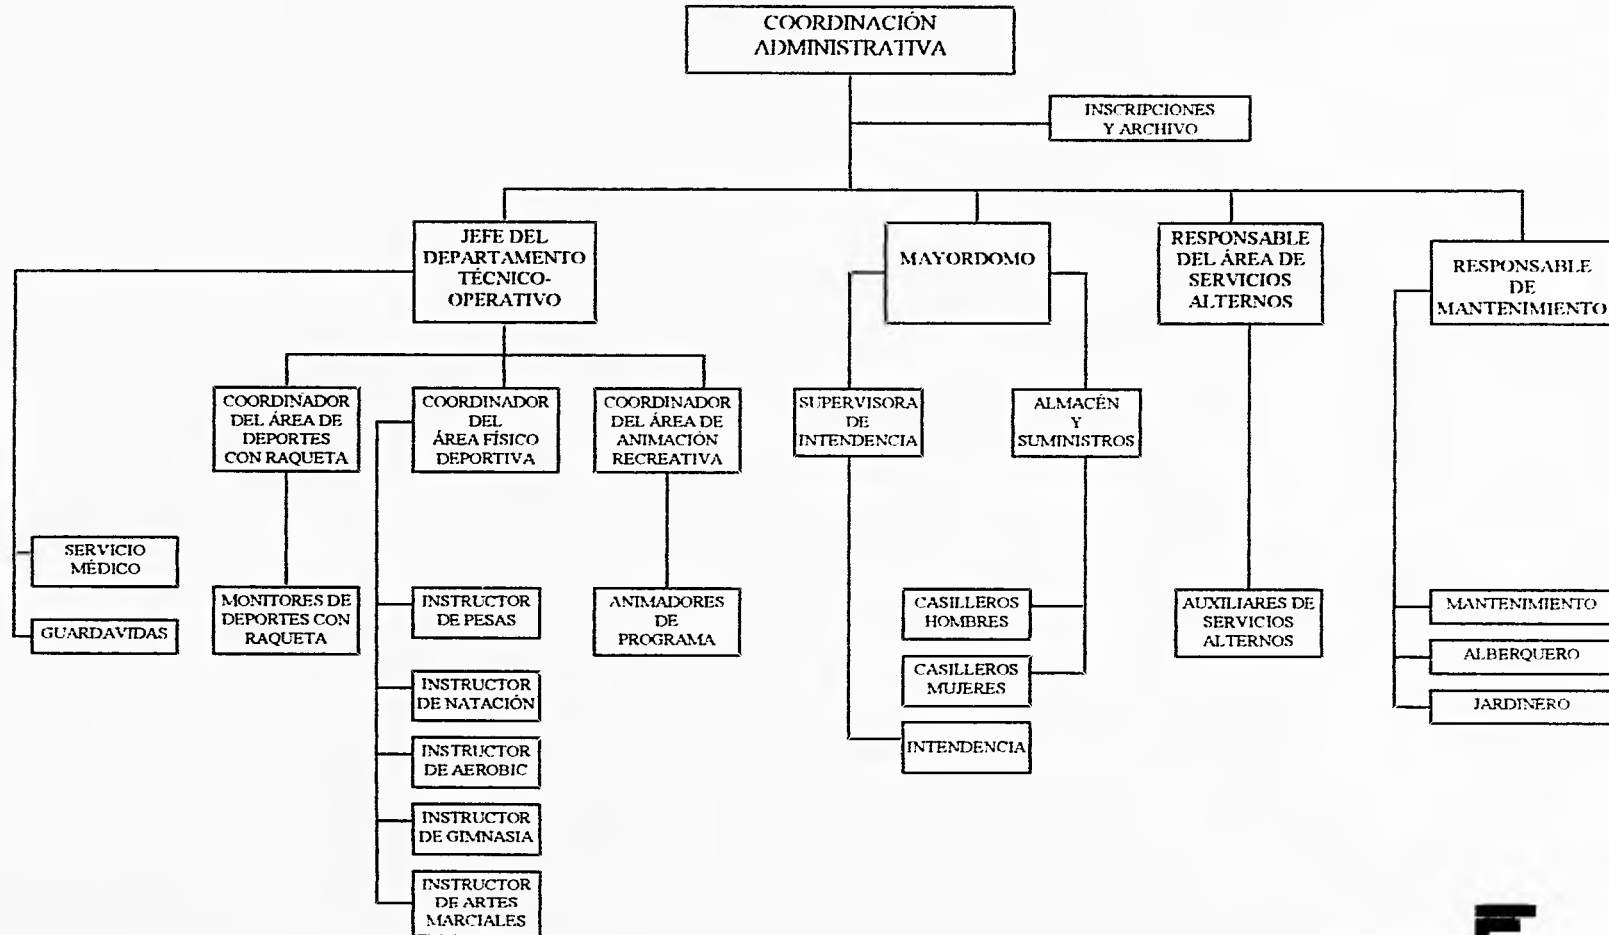 COORDINACIÓN
ADMINISTRATIVA
INSCRIPCIONES
Y ARCHIVO
JEFE DEL
DEPARTAMENTO
TÉCNICO-
OPERATIVO
MAYORDOMO
RESPONSABLE
DEL ÁREA DE
SERVICIOS
ALTERNOS
RESPONSABLE
DE
MANTENIMIENTO
COORDINADOR
DEL ÁREA DE
DEPORTES
CON RAQUETA
COORDINADOR
DEL
ÁREA FÍSICO
DEPORTIVA
COORDINADOR
DEL ÁREA DE
ANIMACIÓN
RECREATIVA
SUPERVISORA
DE
INTENDENCIA
ALMACÉN
Y
SUMINISTROS
SERVICIO
MÉDICO
GUARDAVIDAS
MONITORES DE
DEPORTES CON
RAQUETA
INSTRUCTOR
DE PESAS
INSTRUCTOR
DE NATACIÓN
INSTRUCTOR
DE AEROBIC
INSTRUCTOR
DE GIMNASIA
INSTRUCTOR
DE ARTES
MARCIALES
ANIMADORES
DE
PROGRAMA
CASILLEROS
HOMBRES
CASILLEROS
MUJERES
INTENDENCIA
AUXILIARES DE
SERVICIOS
ALTERNOS
MANTENIMIENTO
ALBERQUERO
JARDINERO